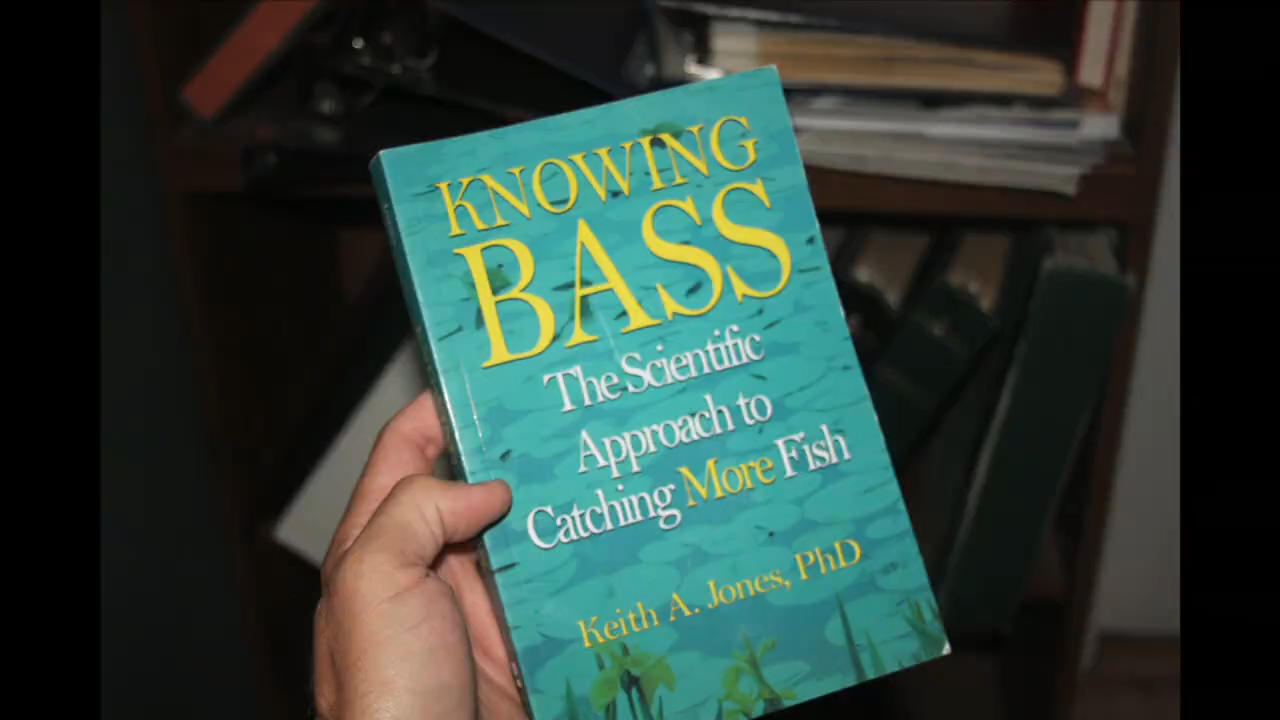 KNOWING
BASS
The Scientific
Approach to
Catching More Fish
Keith A. Jones, PhD